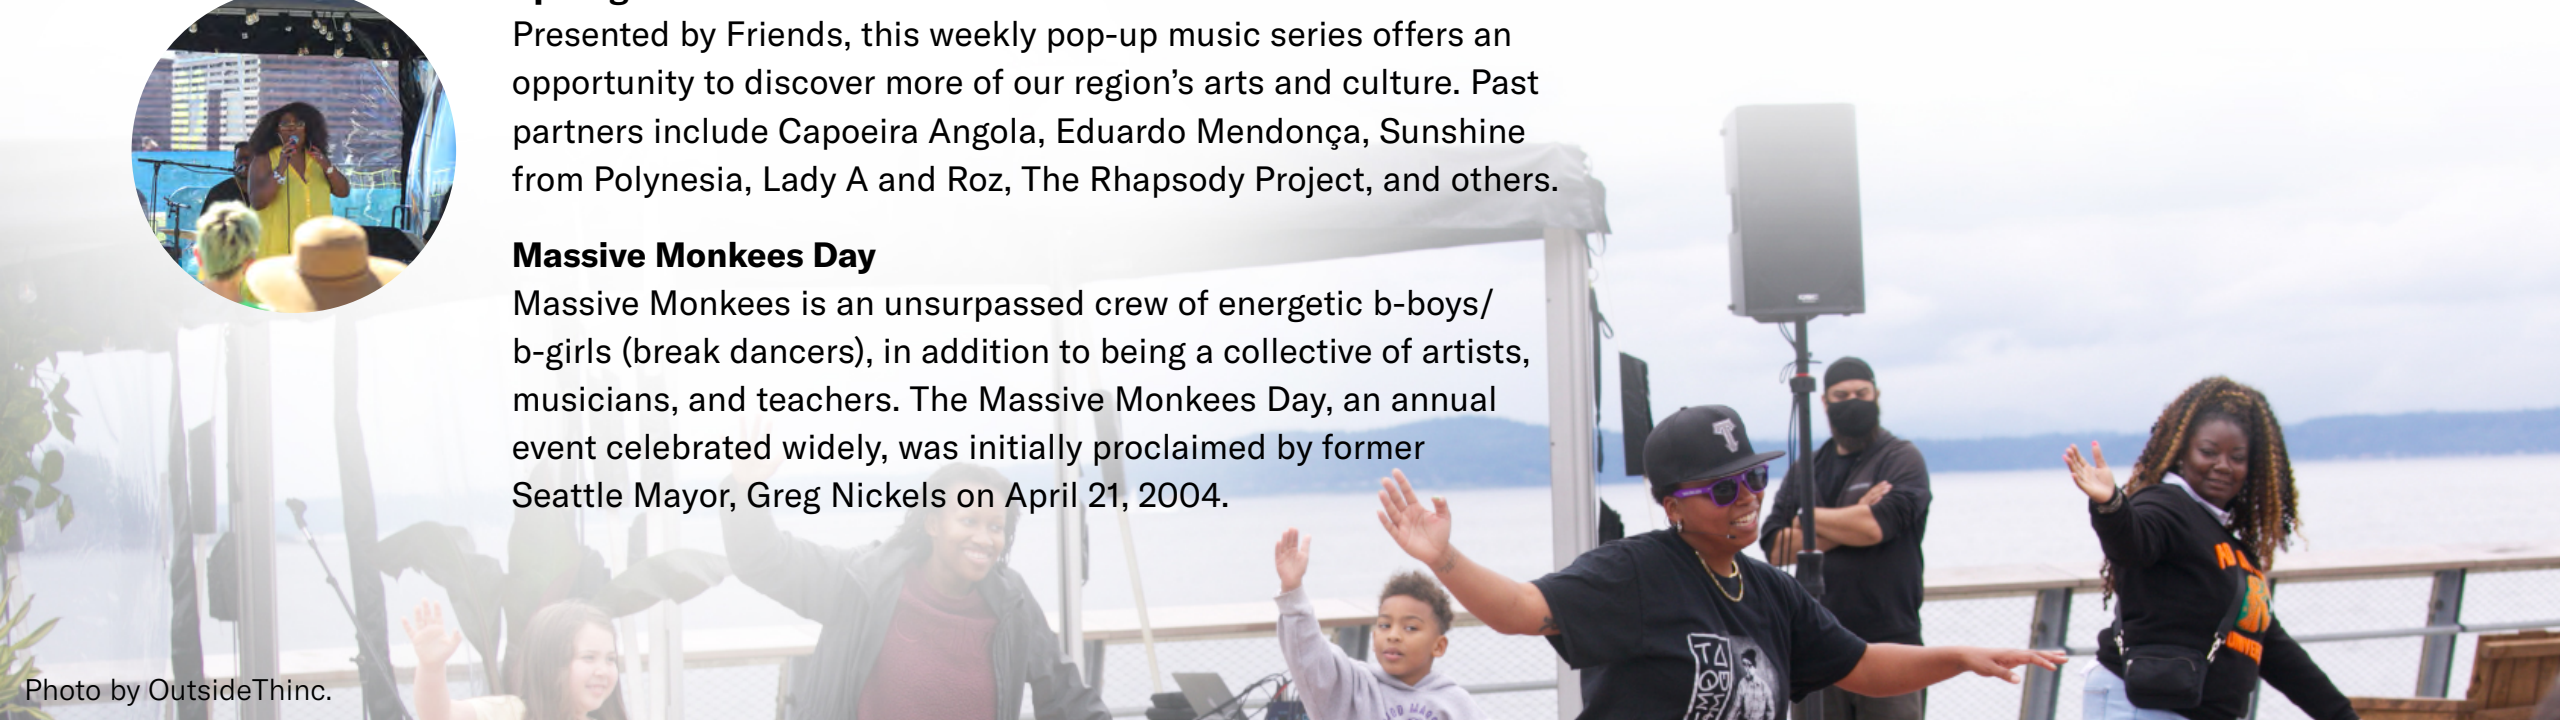 Presented by Friends, this weekly pop-up music series offers an
opportunity to discover more of our region’s arts and culture. Past
partners include Capoeira Angola, Eduardo Mendonça, Sunshine
from Polynesia, Lady A and Roz, The Rhapsody Project, and others.
Massive Monkees Day
Massive Monkees is an unsurpassed crew of energetic b-boys/
b-girls (break dancers), in addition to being a collective of artists,
musicians, and teachers. The Massive Monkees Day, an annual
event celebrated widely, was initially proclaimed by former
Seattle Mayor, Greg Nickels on April 21, 2004.
Photo by OutsideThinc.